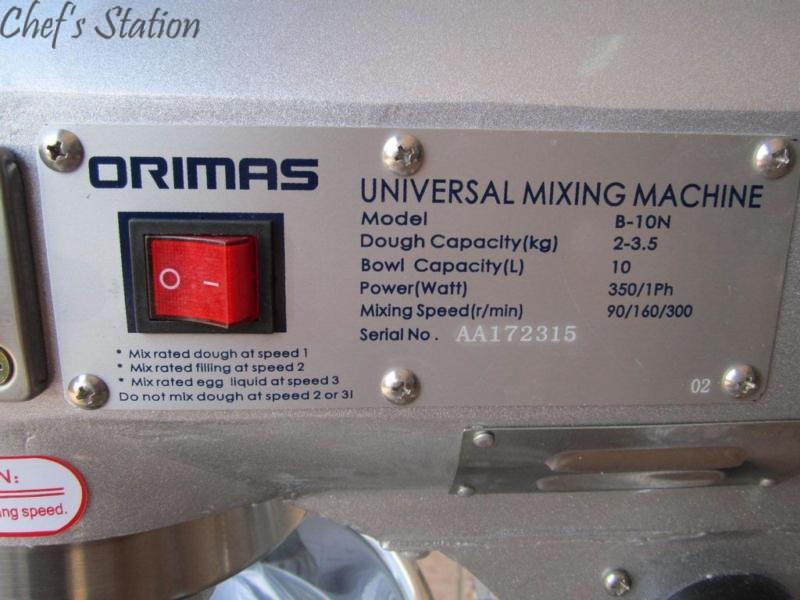 Chef's Station
ORIMAS
UNIVERSAL MIXING MACHINE
Model B-10N
Dough Capacity(kg) 2-3.5
Bowl Capacity(L) 10
Power(Watt) 350/1Ph
Mixing Speed(r/min) 90/160/300
Serial No. AA172315
* Mix rated dough at speed 1
* Mix rated filling at speed 2
* Mix rated egg liquid at speed 3
Do not mix dough at speed 2 or 3!
02
N:
ng speed.